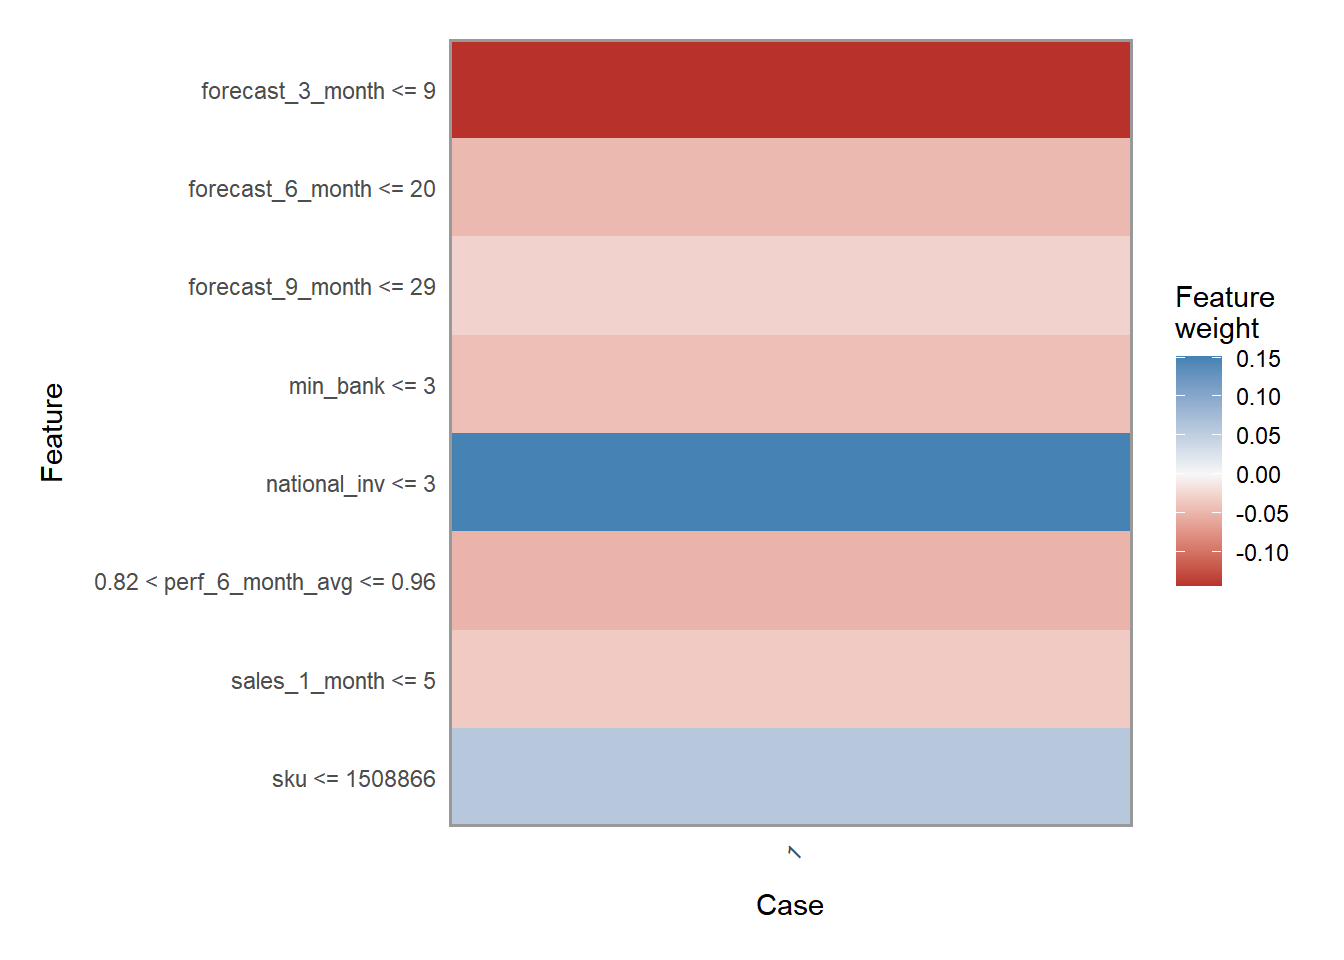 forecast_3_month <= 9
forecast_6_month <= 20
forecast_9_month <= 29
min_bank <= 3
national_inv <= 3
0.82 < perf_6_month_avg <= 0.96
sales_1_month <= 5
sku <= 1508866
Feature
1
Case
Feature
weight
0.15
0.10
0.05
0.00
-0.05
-0.10